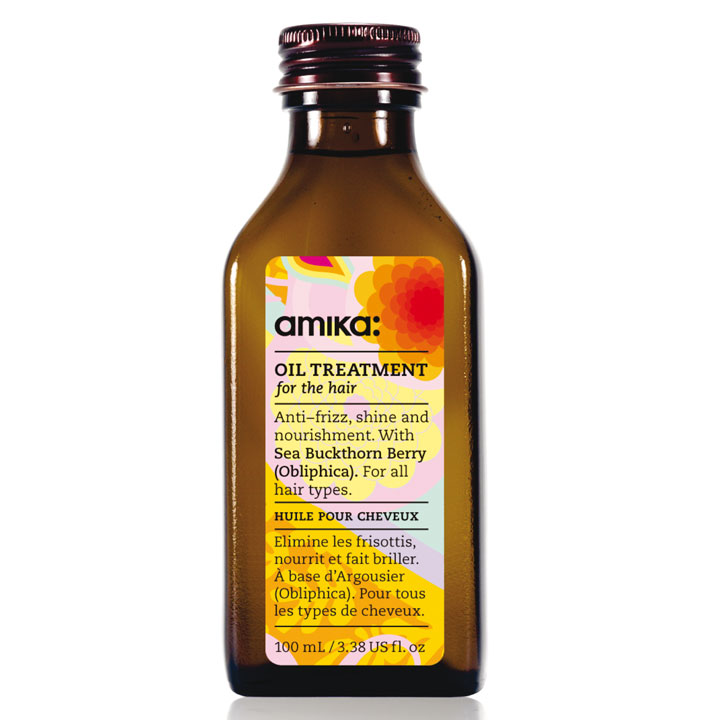 amika:
OIL TREATMENT
for the hair
Anti-frizz, shine and
nourishment. With
Sea Buckthorn Berry
(Obliphica). For all
hair types.
HUILE POUR CHEVEUX
Elimine les frisottis,
nourrit et fait briller.
À base d'Argousier
(Obliphica). Pour tous
les types de cheveux.
100 mL / 3.38 US fl. oz